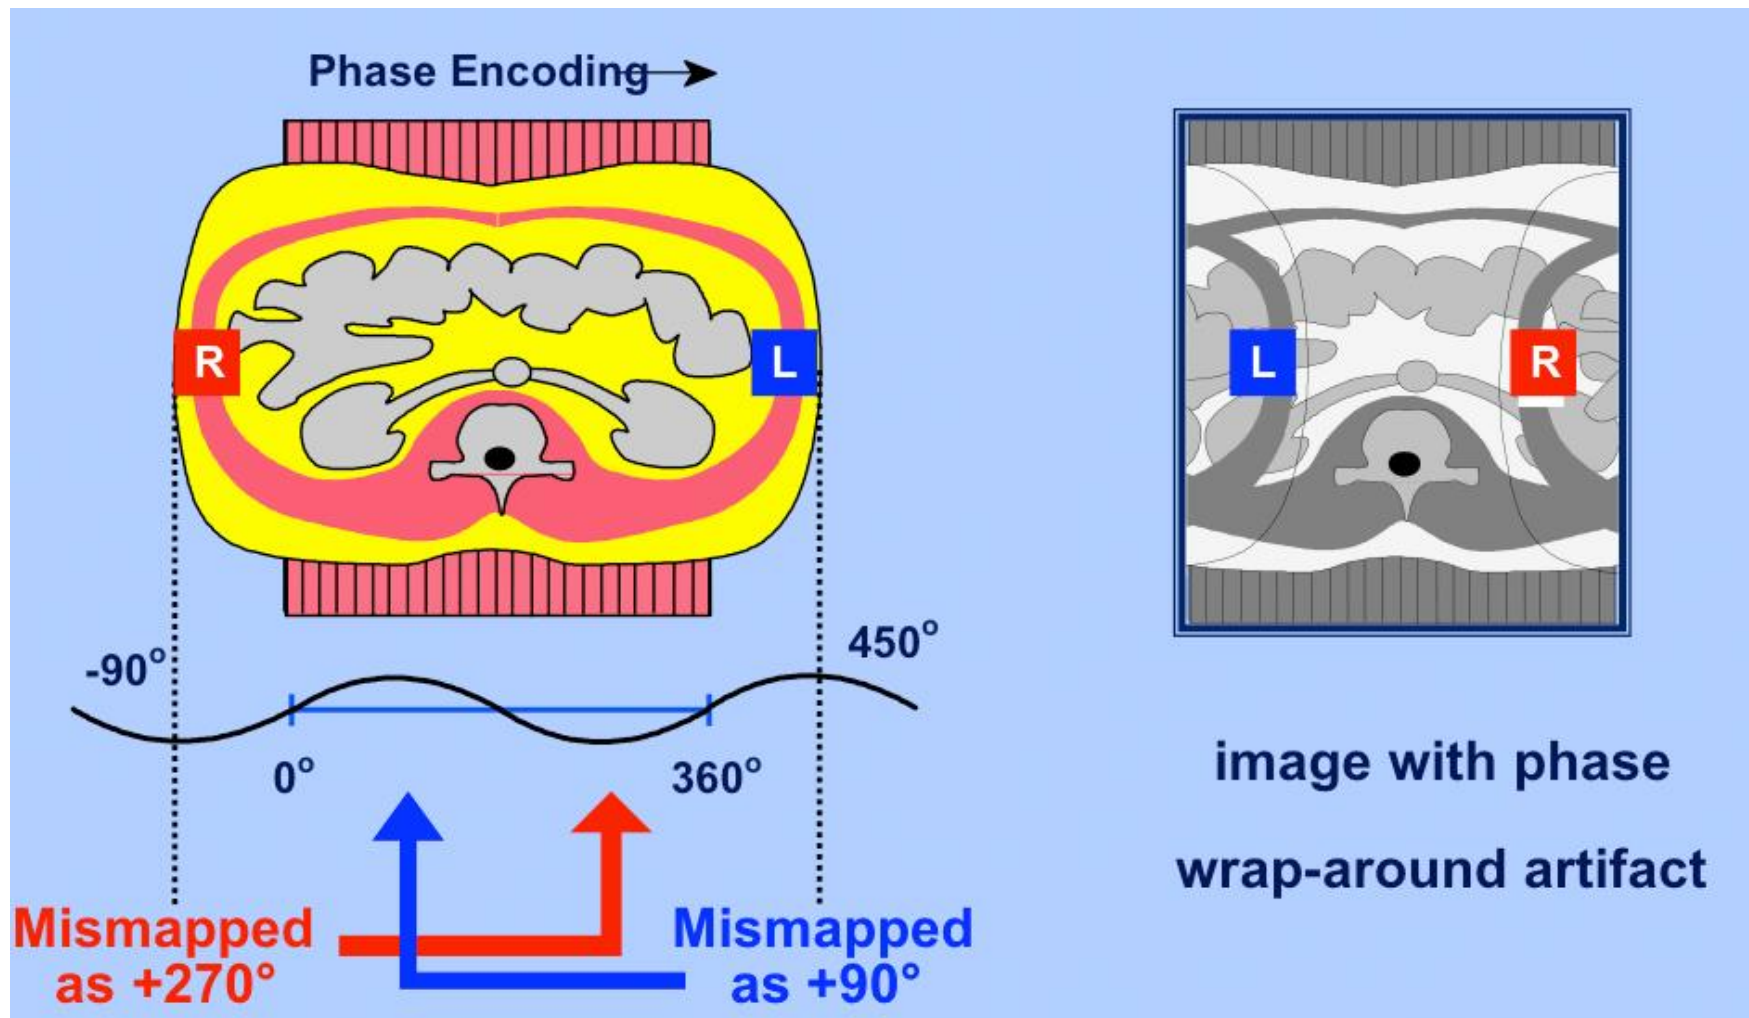 Phase Encoding
R
L
L
R
-90°
450°
0°
360°
image with phase
wrap-around artifact
Mismapped
as +270°
Mismapped
as +90°